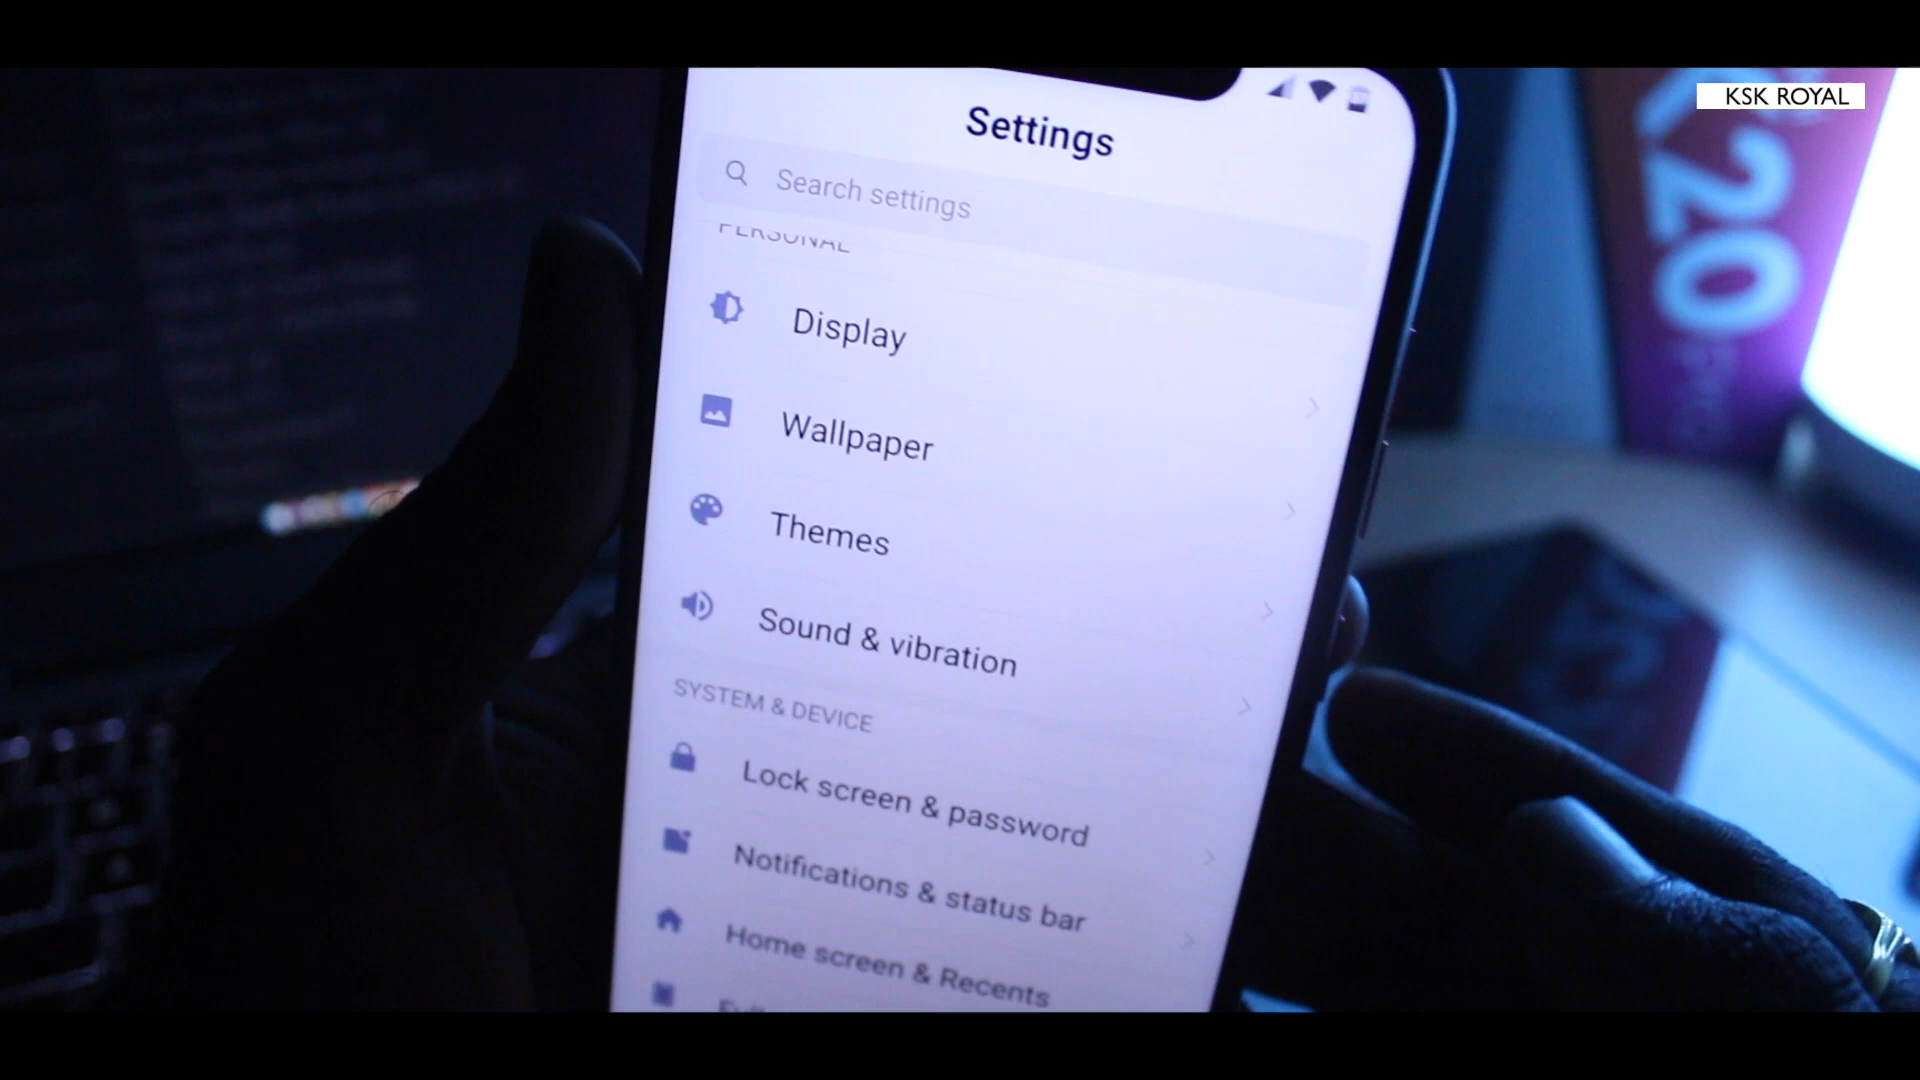 KSK ROYAL
Settings
Search settings
PERSONAL
Display
Wallpaper
Themes
Sound & vibration
SYSTEM & DEVICE
Lock screen & password
Notifications & status bar
Home screen & Recents
K20